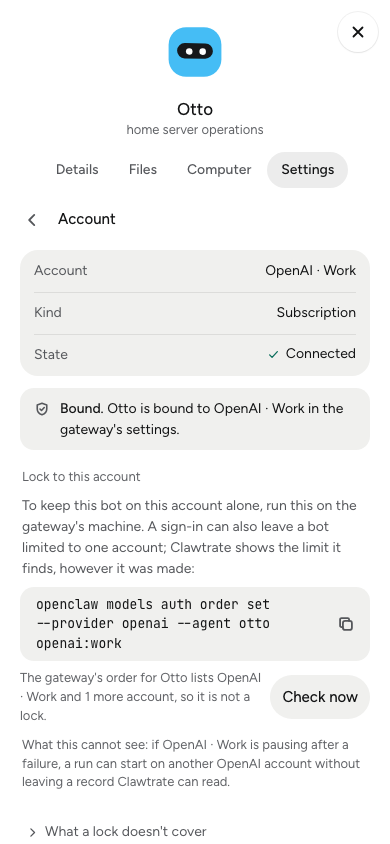 Otto
home server operations
Details Files Computer Settings
Account
Account OpenAI · Work
Kind Subscription
State Connected
Bound. Otto is bound to OpenAI · Work in the
gateway's settings.
Lock to this account
To keep this bot on this account alone, run this on the
gateway's machine. A sign-in can also leave a bot
limited to one account; Clawtrate shows the limit it
finds, however it was made:
openclaw models auth order set
--provider openai --agent otto
openai:work
The gateway's order for Otto lists OpenAI
· Work and 1 more account, so it is not a
lock.
Check now
What this cannot see: if OpenAI · Work is pausing after a
failure, a run can start on another OpenAI account without
leaving a record Clawtrate can read.
What a lock doesn't cover